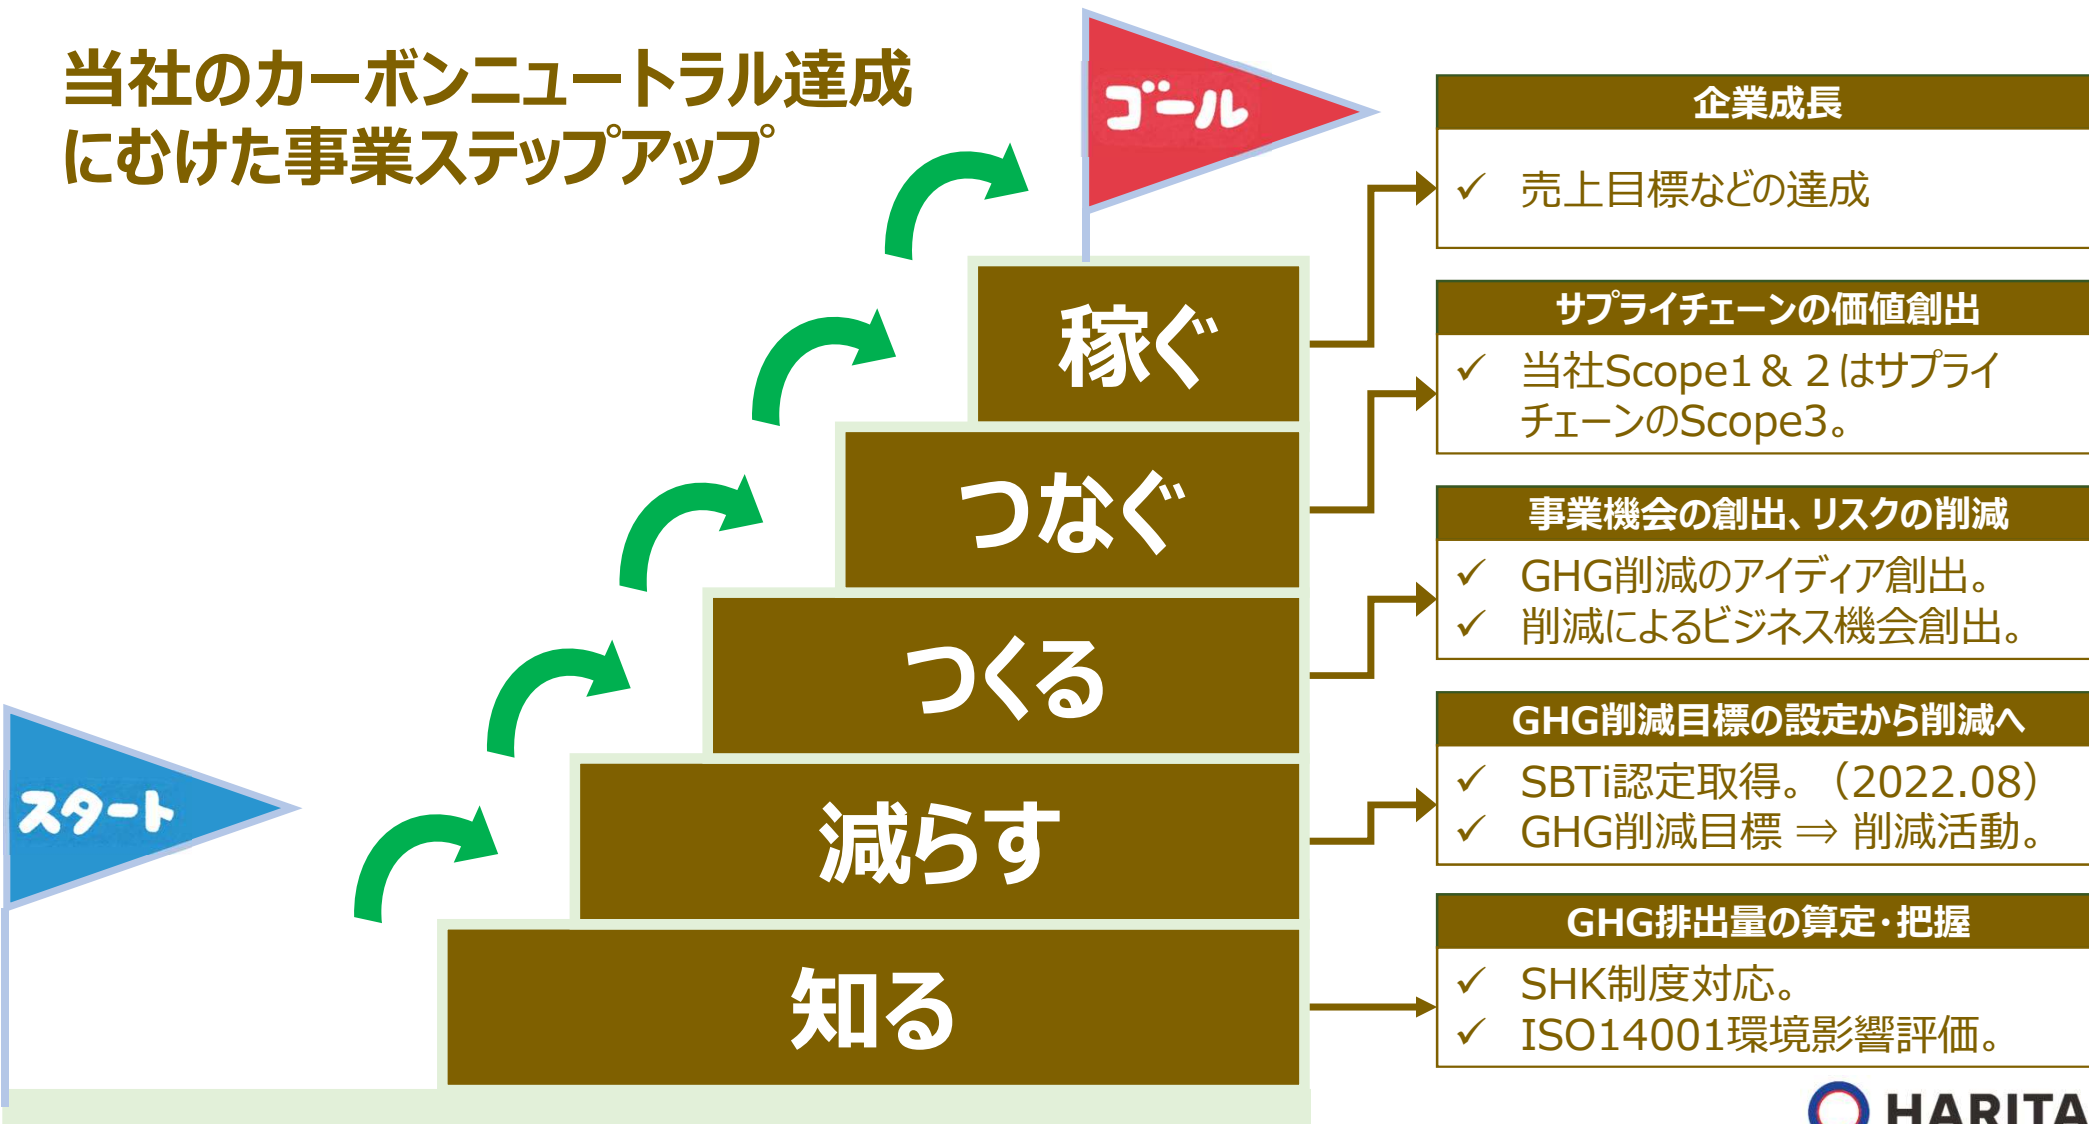 当社のカーボンニュートラル達成
にむけた事業ステップアップ
ゴール
スタート
稼ぐ
つなぐ
つくる
減らす
知る
企業成長
✓ 売上目標などの達成
サプライチェーンの価値創出
✓ 当社Scope1＆２はサプライ
チェーンのScope3。
事業機会の創出、リスクの削減
✓ GHG削減のアイディア創出。
✓ 削減によるビジネス機会創出。
GHG削減目標の設定から削減へ
✓ SBTi認定取得。（2022.08）
✓ GHG削減目標 ⇒ 削減活動。
GHG排出量の算定・把握
✓ SHK制度対応。
✓ ISO14001環境影響評価。
HARITA